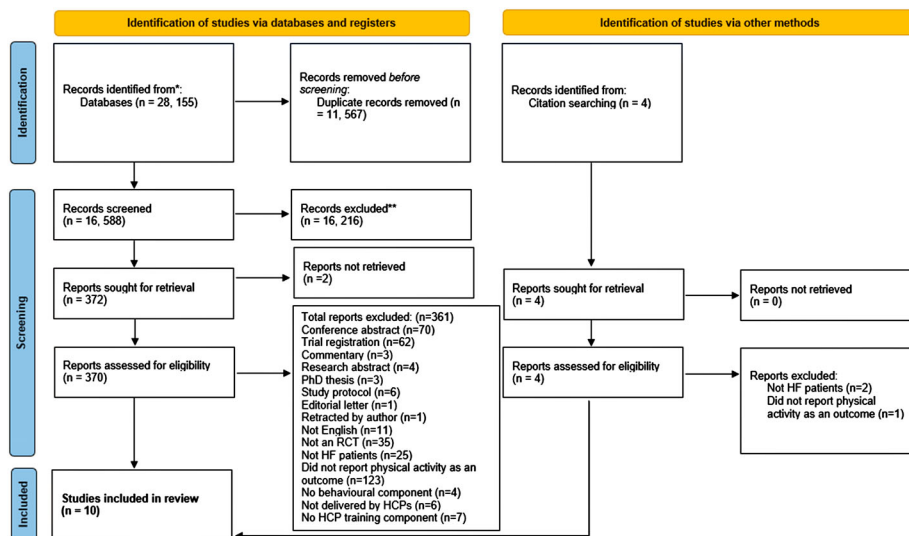 Identification of studies via databases and registers
Identification of studies via other methods
Identification
Records identified from*:
Databases (n = 28, 155)
Records removed before
screening:
Duplicate records removed (n
= 11, 567)
Records identified from:
Citation searching (n = 4)
Screening
Records screened
(n = 16, 588)
Records excluded**
(n = 16, 216)
Reports sought for retrieval
(n = 372)
Reports not retrieved
(n =2)
Reports assessed for eligibility
(n = 370)
Total reports excluded: (n=361)
Conference abstract (n=70)
Trial registration (n=62)
Commentary (n=3)
Research abstract (n=4)
PhD thesis (n=3)
Study protocol (n=6)
Editorial letter (n=1)
Retracted by author (n=1)
Not English (n=11)
Not an RCT (n=35)
Not HF patients (n=25)
Did not report physical activity as an
outcome (n=123)
No behavioural component (n=4)
Not delivered by HCPs (n=6)
No HCP training component (n=7)
Reports sought for retrieval
(n = 4)
Reports not retrieved
(n = 0)
Reports assessed for eligibility
(n = 4)
Reports excluded:
Not HF patients (n=2)
Did not report physical
activity as an outcome (n=1)
Included
Studies included in review
(n = 10)